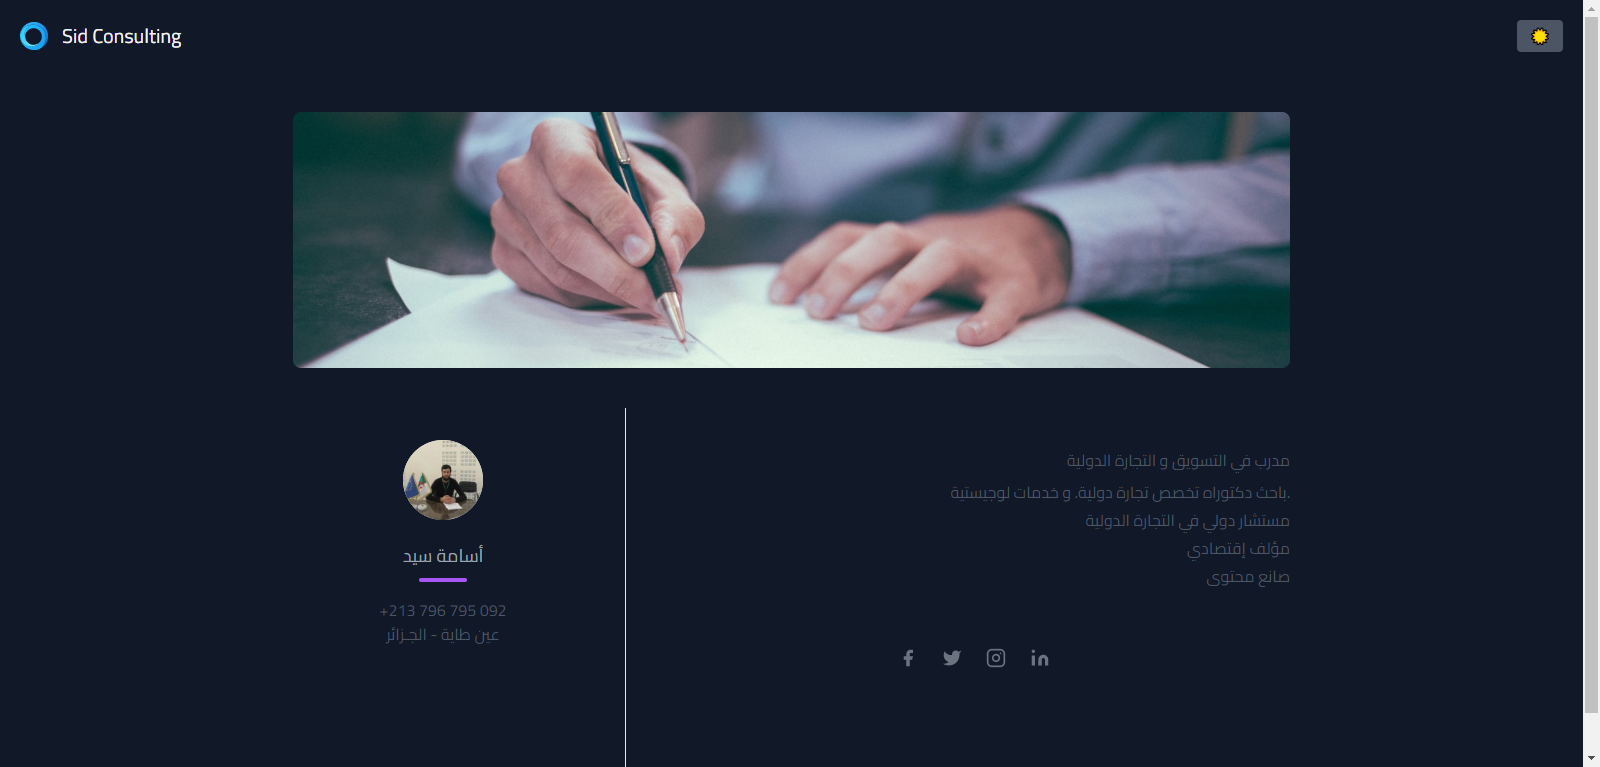 Sid Consulting
أسامة سيد
+213 796 795 092
عين طاية - الجـزائر
مدرب في التسويق و التجارة الدولية
باحث دكتوراه تخصص تجارة دولية. و خدمات لوجيستية.
مستشار دولي في التجارة الدولية
مؤلف إقتصادي
صانع محتوى